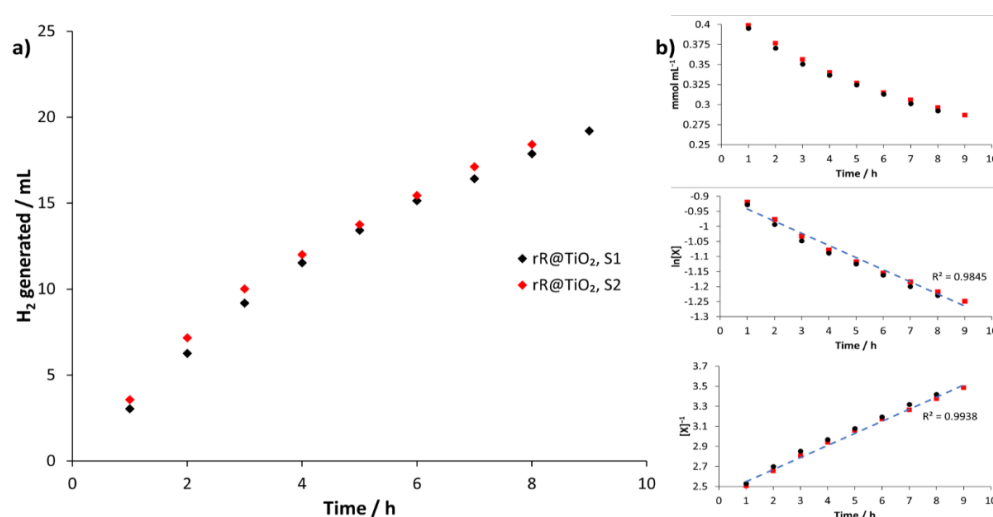 a)
25
20
15
10
5
0
H₂ generated / mL
0 2 4 6 8 10
Time / h
rR@TiO₂, S1
rR@TiO₂, S2
b)
0.4
0.375
0.35
0.325
0.3
0.275
0.25
mmol mL⁻¹
0 1 2 3 4 5 6 7 8 9 10
Time / h
-0.9
-0.95
-1
-1.05
-1.1
-1.15
-1.2
-1.25
-1.3
ln[X]
R² = 0.9845
0 1 2 3 4 5 6 7 8 9 10
Time / h
3.7
3.5
3.3
3.1
2.9
2.7
2.5
[X]⁻¹
R² = 0.9938
0 1 2 3 4 5 6 7 8 9 10
Time / h